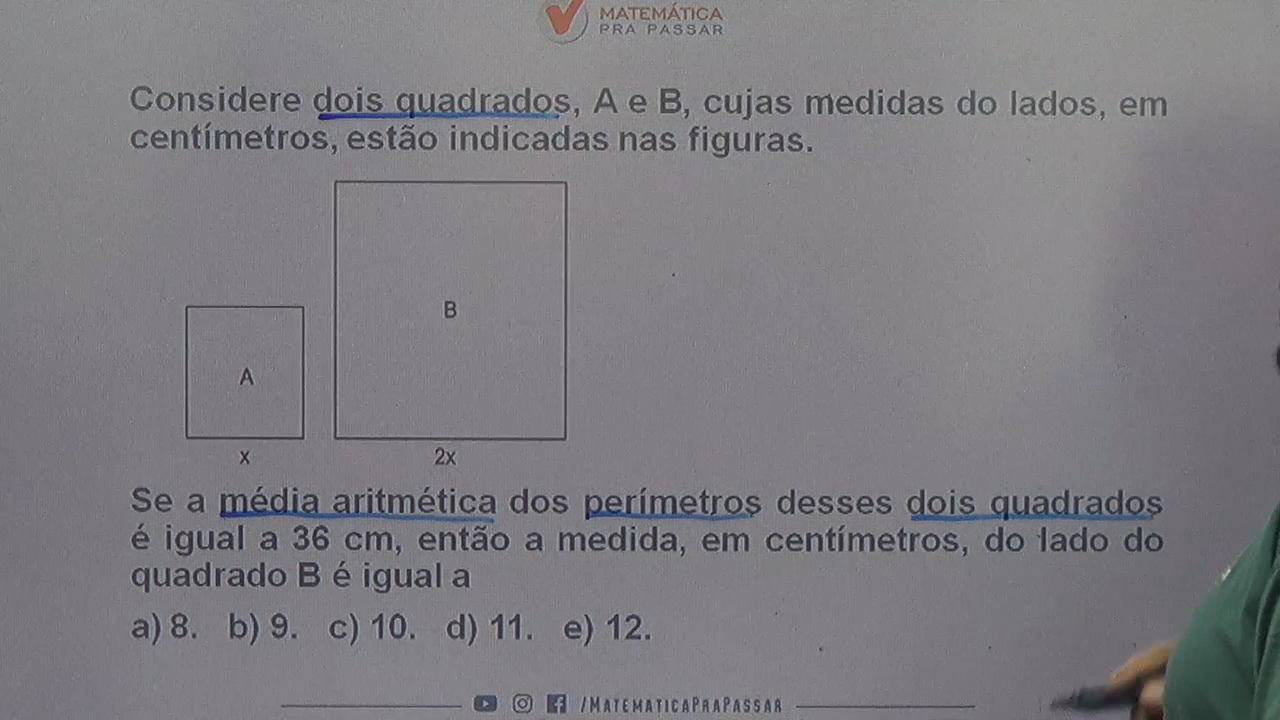 MATEMÁTICA
PRA PASSAR
Considere dois quadrados, A e B, cujas medidas do lados, em
centímetros, estão indicadas nas figuras.
B
A
x
2x
Se a média aritmética dos perímetros desses dois quadrados
é igual a 36 cm, então a medida, em centímetros, do lado do
quadrado B é igual a
a) 8. b) 9. c) 10. d) 11. e) 12.
/MATEMATICAPRAPASSAR